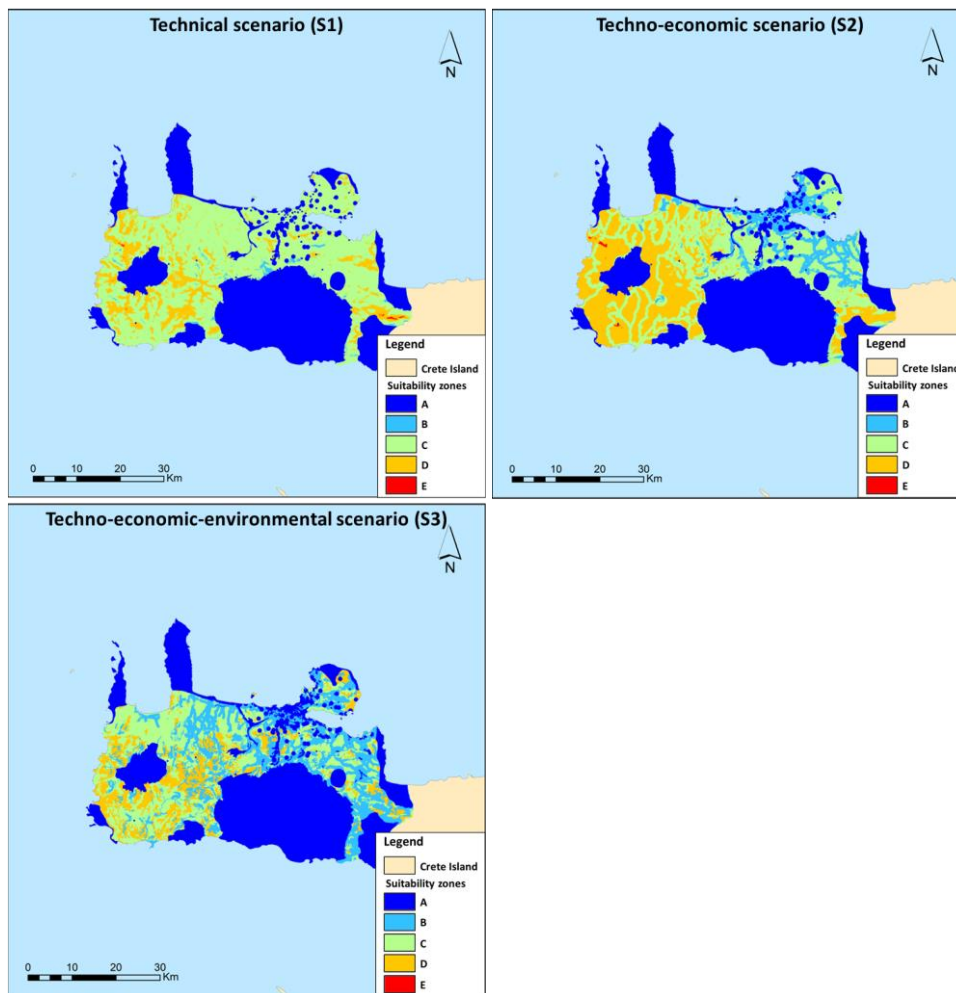 Technical scenario (S1)
N
Legend
Crete Island
Suitability zones
A
B
C
D
E
0 10 20 30
Km
Techno-economic scenario (S2)
N
Legend
Crete Island
Suitability zones
A
B
C
D
E
0 10 20 30
Km
Techno-economic-environmental scenario (S3)
N
Legend
Crete Island
Suitability zones
A
B
C
D
E
0 10 20 30
Km